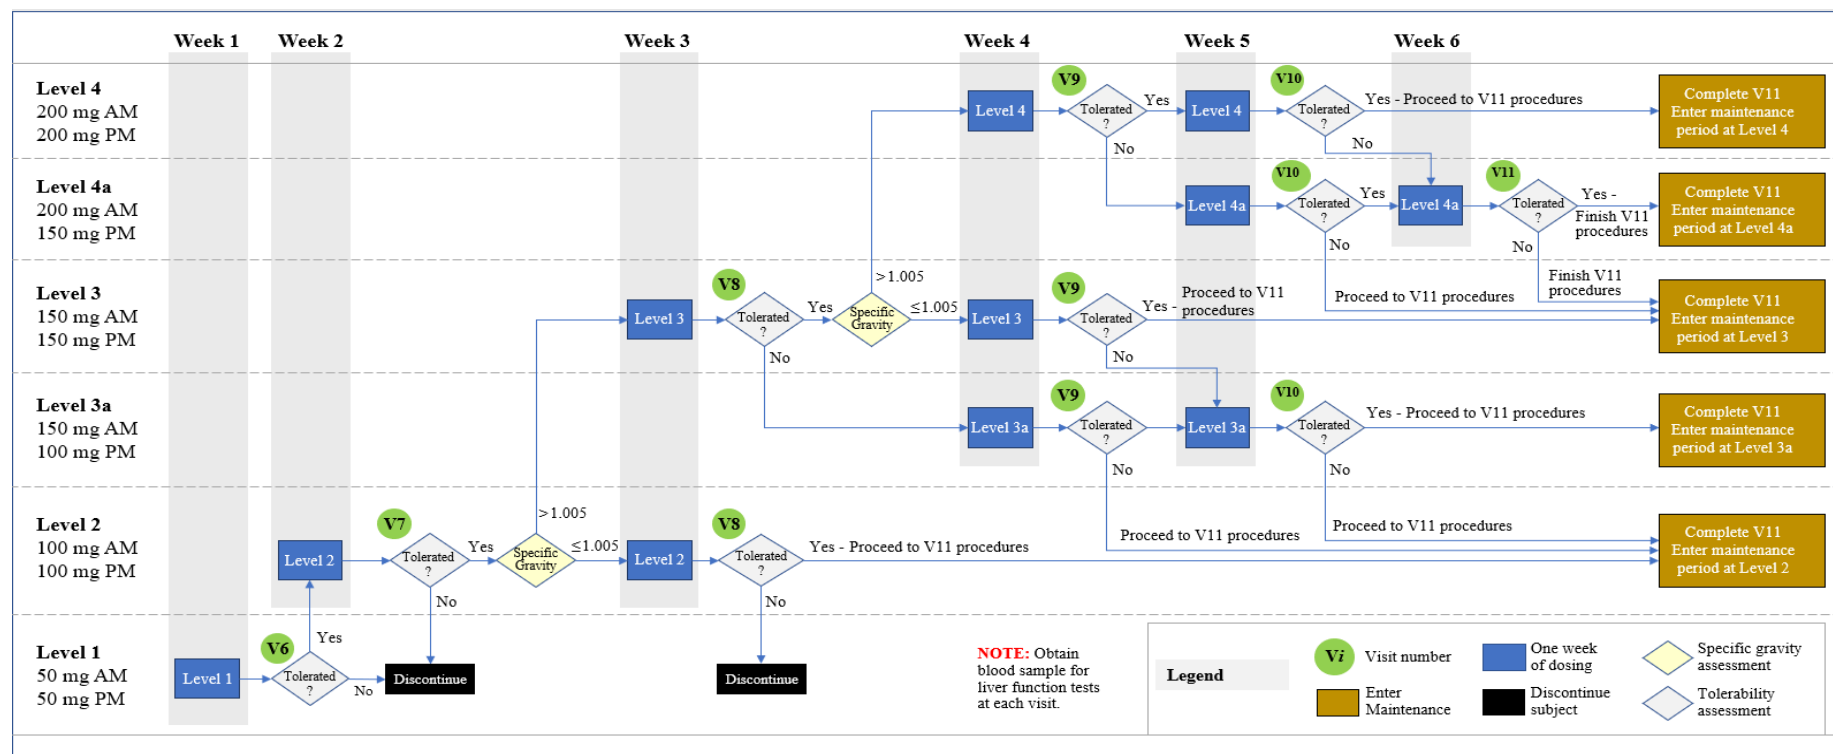 Week 1
Week 2
Week 3
Week 4
Week 5
Week 6
Level 4
200 mg AM
200 mg PM
Level 4
V9
Tolerated
?
Yes
No
Level 4
V10
Tolerated
?
Yes - Proceed to V11 procedures
No
Complete V11
Enter maintenance
period at Level 4
Level 4a
200 mg AM
150 mg PM
Level 4a
V10
Tolerated
?
Yes
No
Level 4a
V11
Tolerated
?
Yes -
Finish V11
procedures
No
Complete V11
Enter maintenance
period at Level 4a
Level 3
150 mg AM
150 mg PM
Level 3
V8
Tolerated
?
Yes
No
Specific
Gravity
>1.005
≤1.005
Level 3
V9
Tolerated
?
Yes -
Proceed to V11
procedures
No
Proceed to V11 procedures
Finish V11
procedures
Complete V11
Enter maintenance
period at Level 3
Level 3a
150 mg AM
100 mg PM
Level 3a
V9
Tolerated
?
No
Level 3a
V10
Tolerated
?
Yes - Proceed to V11 procedures
No
Complete V11
Enter maintenance
period at Level 3a
Level 2
100 mg AM
100 mg PM
Level 2
V7
Tolerated
?
Yes
No
Specific
Gravity
>1.005
≤1.005
Level 2
V8
Tolerated
?
Yes - Proceed to V11 procedures
No
Proceed to V11 procedures
Proceed to V11 procedures
Complete V11
Enter maintenance
period at Level 2
Level 1
50 mg AM
50 mg PM
Level 1
V6
Tolerated
?
Yes
No
Discontinue
Discontinue
NOTE: Obtain
blood sample for
liver function tests
at each visit.
Legend
Vi
Visit number
One week
of dosing
Specific gravity
assessment
Enter
Maintenance
Discontinue
subject
Tolerability
assessment